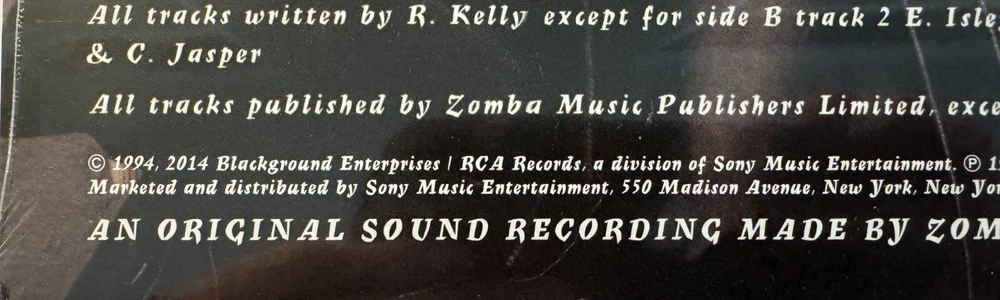 All tracks written by R. Kelly except for side B track 2 E. Isle
& C. Jasper
All tracks published by Zomba Music Publishers Limited, exce
© 1994, 2014 Blackground Enterprises | RCA Records, a division of Sony Music Entertainment. ℗ 1
Marketed and distributed by Sony Music Entertainment, 550 Madison Avenue, New York, New Yo
AN ORIGINAL SOUND RECORDING MADE BY ZOM